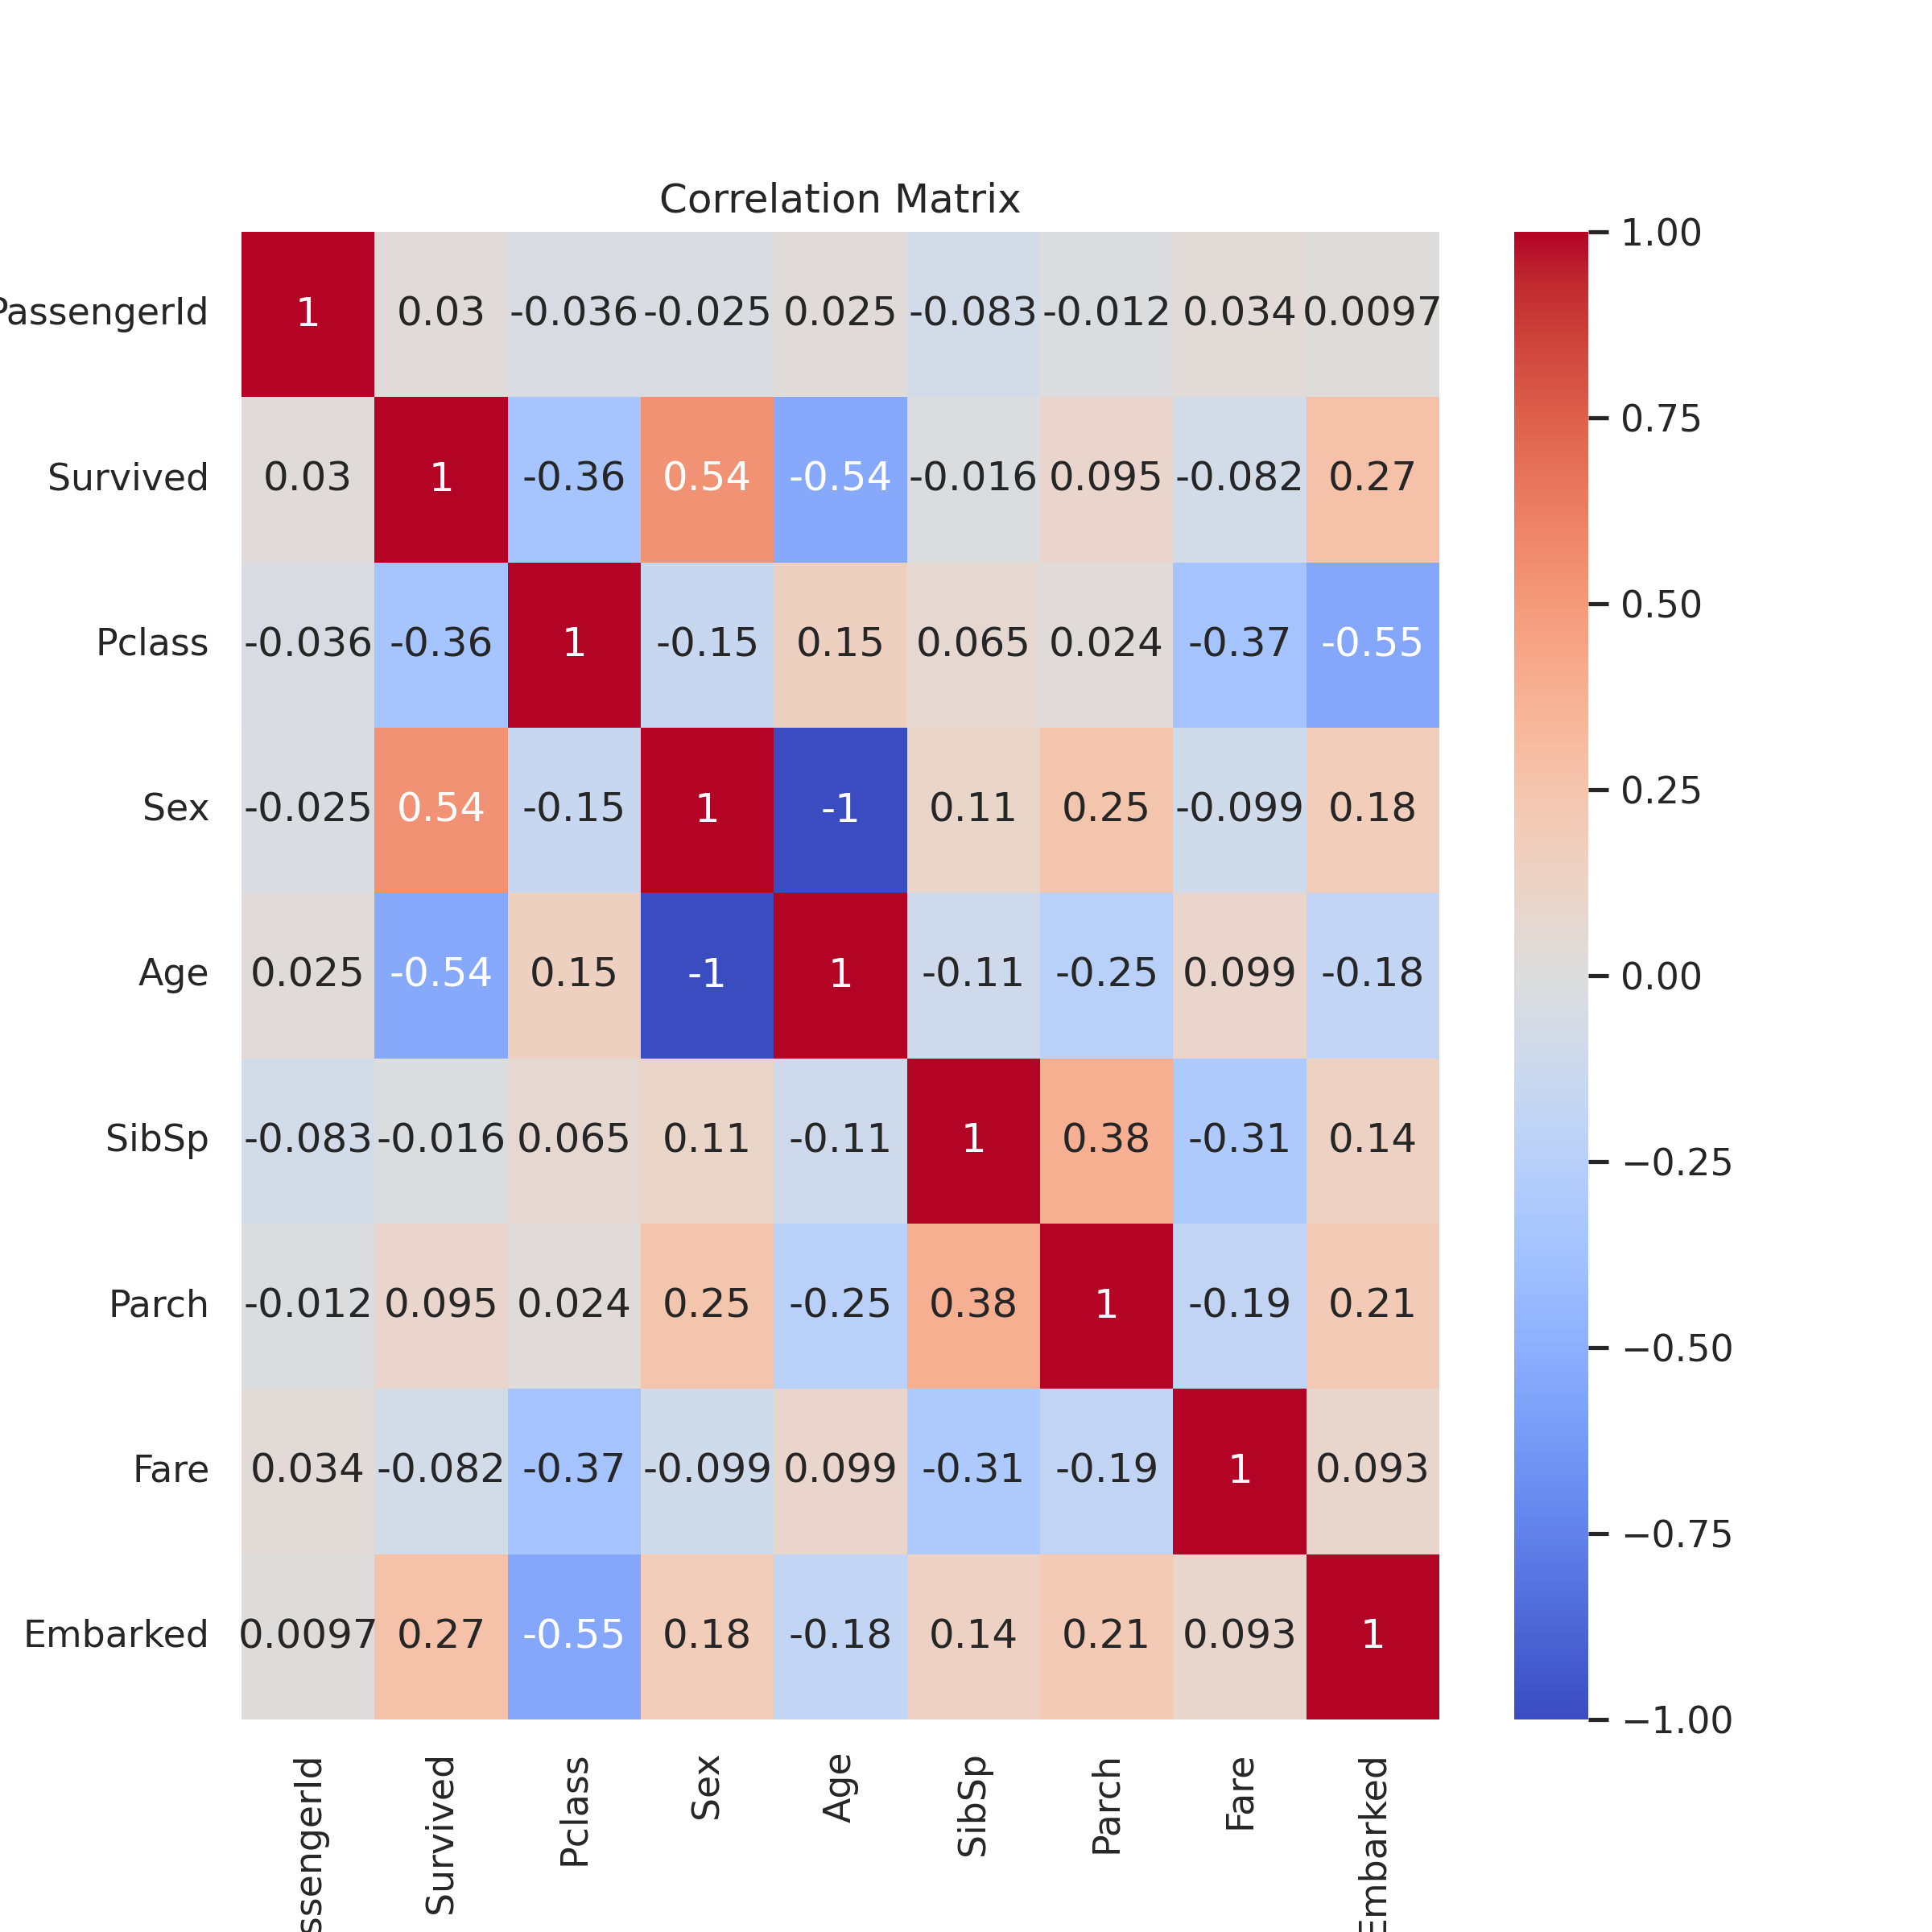 Correlation Matrix
PassengerId 1 0.03 -0.036 -0.025 0.025 -0.083 -0.012 0.034 0.0097
Survived 0.03 1 -0.36 0.54 -0.54 -0.016 0.095 -0.082 0.27
Pclass -0.036 -0.36 1 -0.15 0.15 0.065 0.024 -0.37 -0.55
Sex -0.025 0.54 -0.15 1 -1 0.11 0.25 -0.099 0.18
Age 0.025 -0.54 0.15 -1 1 -0.11 -0.25 0.099 -0.18
SibSp -0.083 -0.016 0.065 0.11 -0.11 1 0.38 -0.31 0.14
Parch -0.012 0.095 0.024 0.25 -0.25 0.38 1 -0.19 0.21
Fare 0.034 -0.082 -0.37 -0.099 0.099 -0.31 -0.19 1 0.093
Embarked 0.0097 0.27 -0.55 0.18 -0.18 0.14 0.21 0.093 1
ssengerId Survived Pclass Sex Age SibSp Parch Fare Embarked
1.00
0.75
0.50
0.25
0.00
−0.25
−0.50
−0.75
−1.00